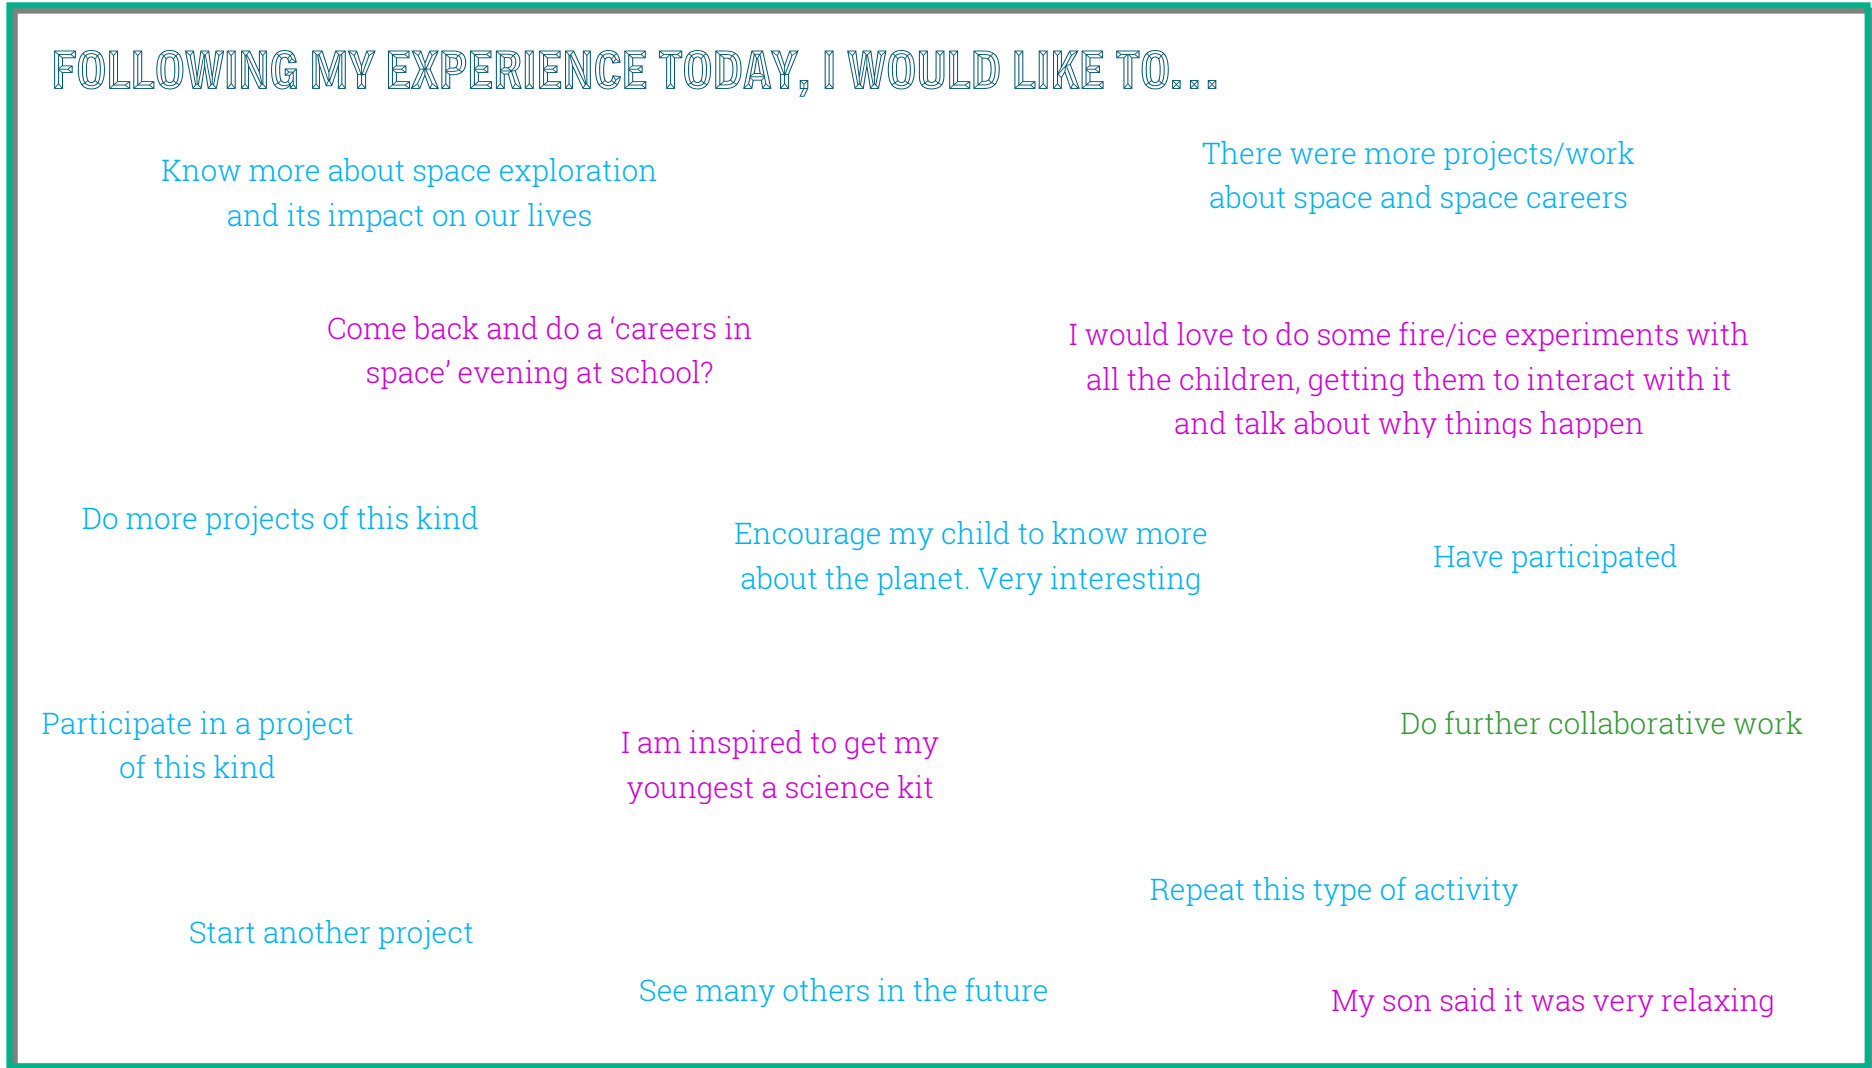 FOLLOWING MY EXPERIENCE TODAY, I WOULD LIKE TO...
Know more about space exploration
and its impact on our lives
There were more projects/work
about space and space careers
Come back and do a ‘careers in
space’ evening at school?
I would love to do some fire/ice experiments with
all the children, getting them to interact with it
and talk about why things happen
Do more projects of this kind
Encourage my child to know more
about the planet. Very interesting
Have participated
Participate in a project
of this kind
I am inspired to get my
youngest a science kit
Do further collaborative work
Repeat this type of activity
Start another project
See many others in the future
My son said it was very relaxing